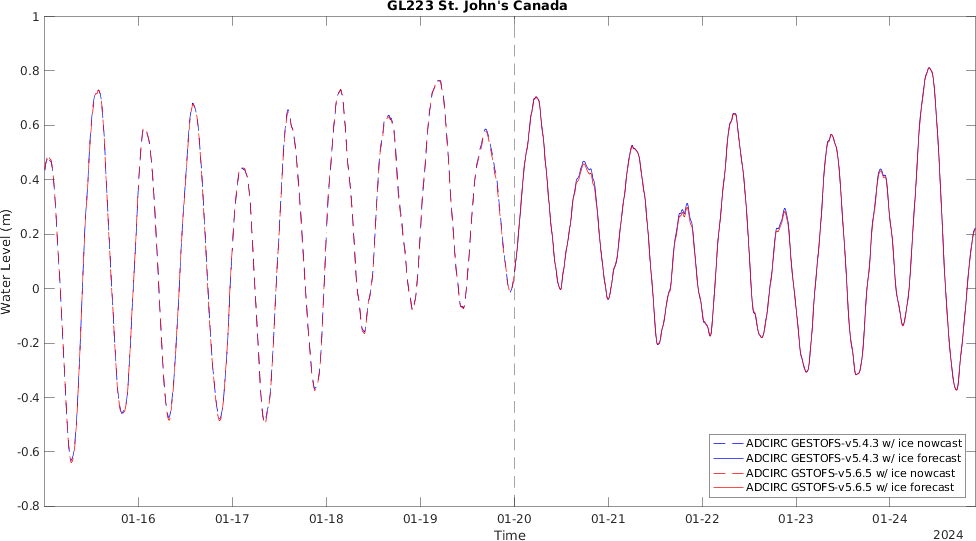 GL223 St. John's Canada
1
0.8
0.6
0.4
0.2
0
-0.2
-0.4
-0.6
-0.8
Water Level (m)
ADCIRC GESTOFS-v5.4.3 w/ ice nowcast
ADCIRC GESTOFS-v5.4.3 w/ ice forecast
ADCIRC GSTOFS-v5.6.5 w/ ice nowcast
ADCIRC GSTOFS-v5.6.5 w/ ice forecast
01-16 01-17 01-18 01-19 01-20 01-21 01-22 01-23 01-24
Time
2024